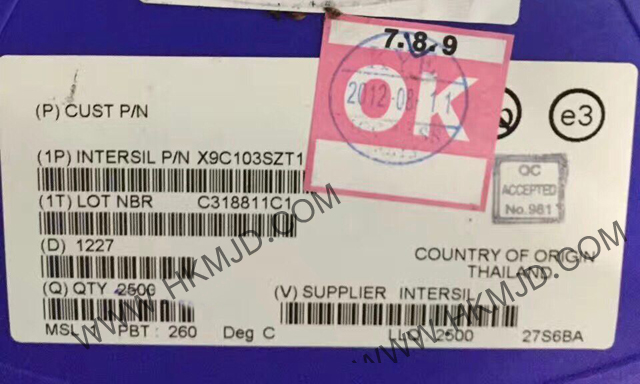 7.8.9
OK
2012-08-11
(P) CUST P/N
e3
(1P) INTERSIL P/N X9C103SZT1
QC
ACCEPTED
No.981
(1T) LOT NBR C318811C1
(D) 1227
COUNTRY OF ORIGIN
THAILAND
(Q) QTY 2500
(V) SUPPLIER INTERSIL
MSL PBT: 260 Deg C
2500
27S6BA
WWW.HKMJD.COM
WWW.HKMJD.COM